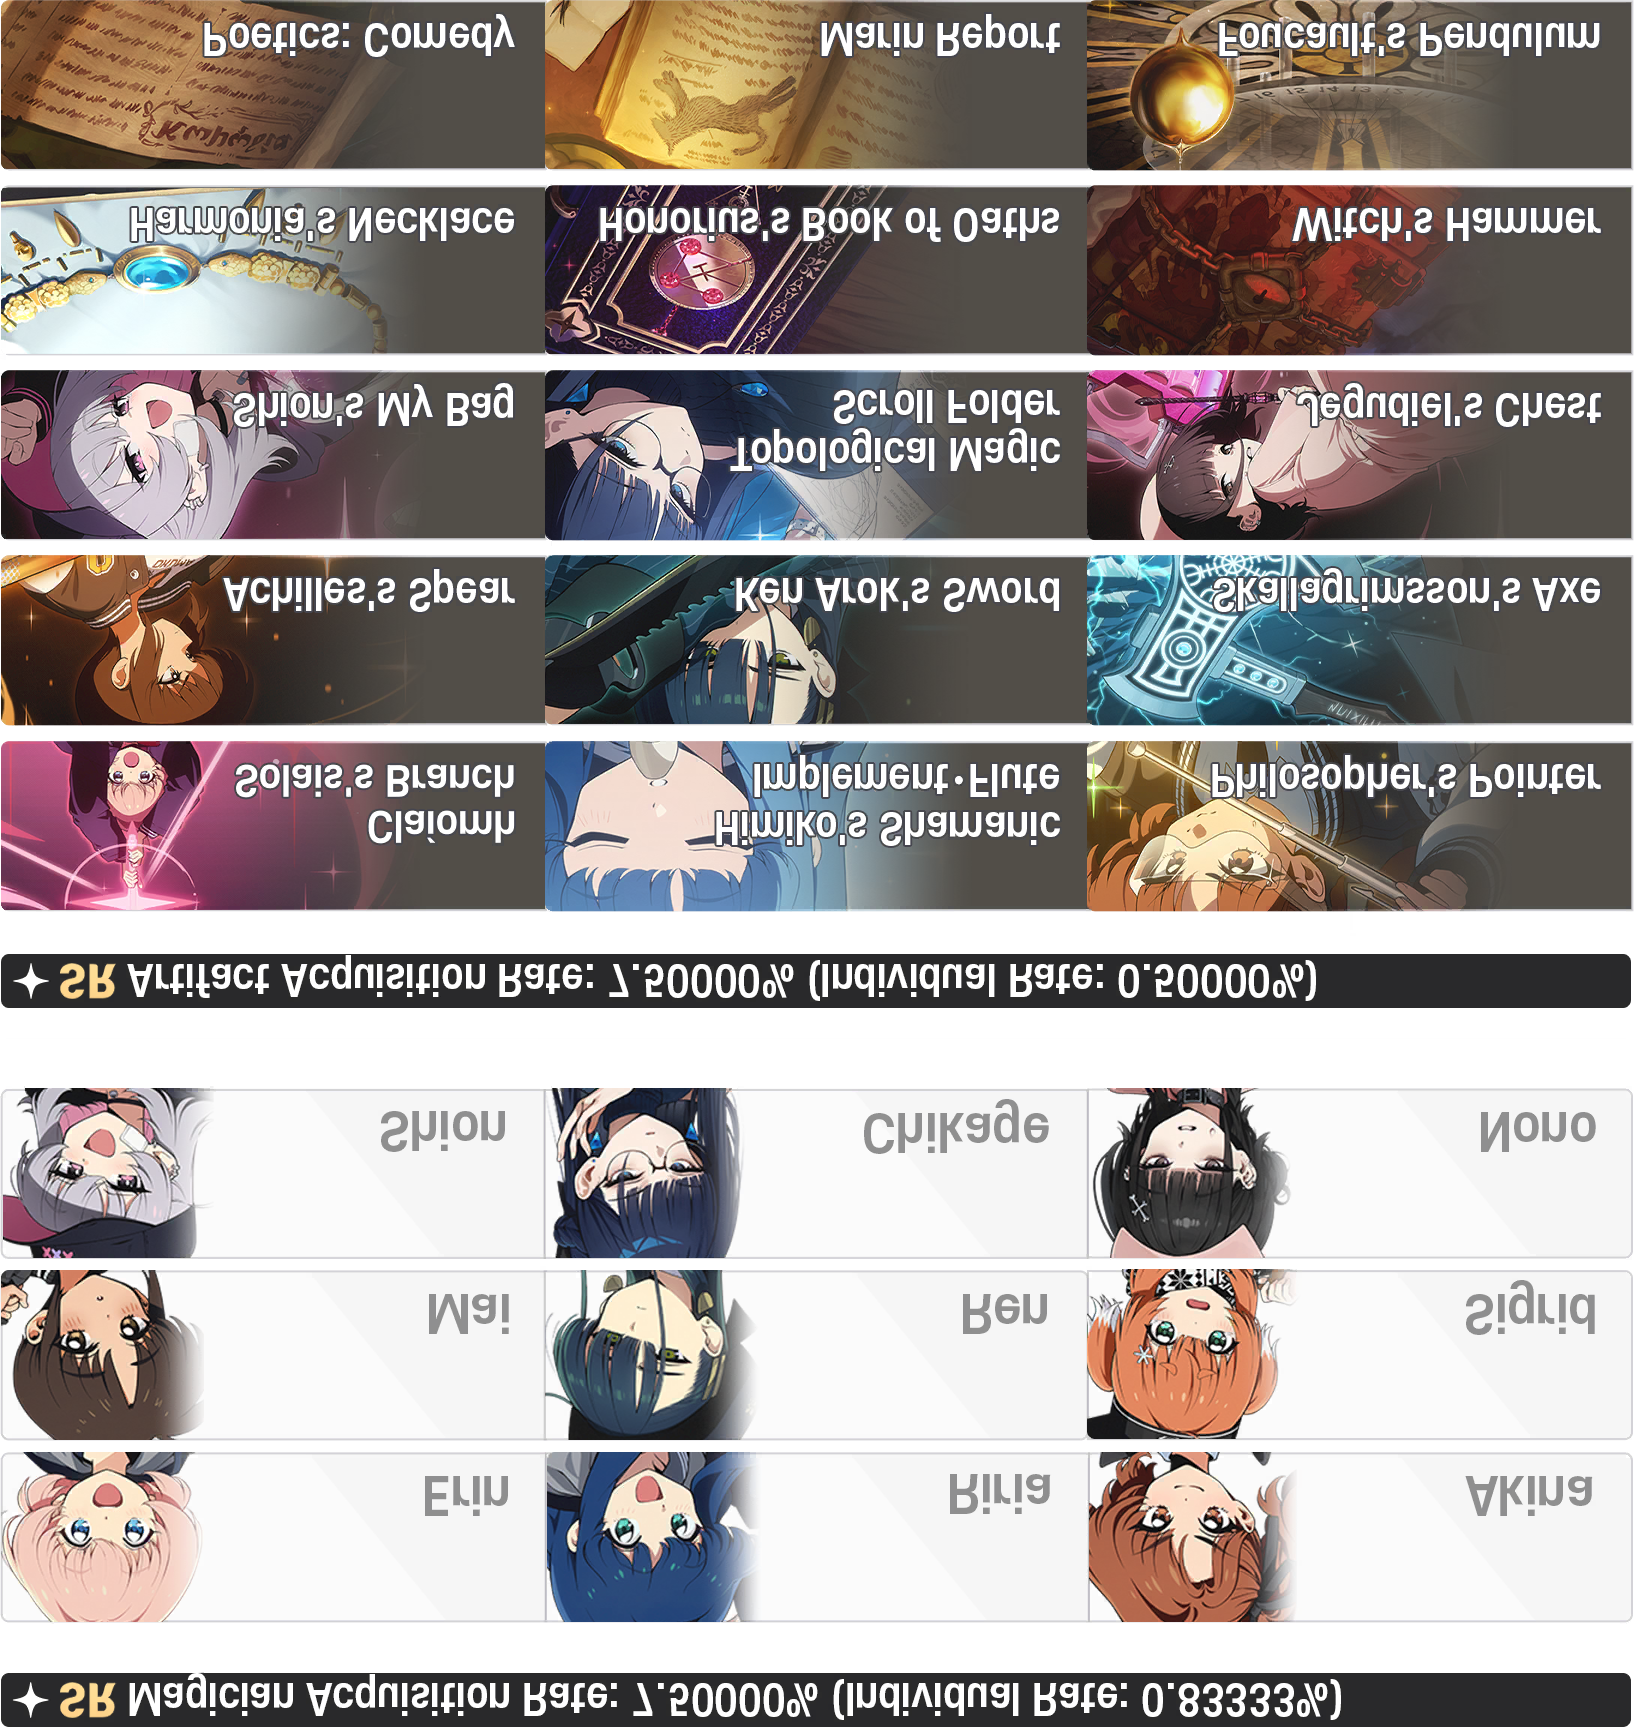 SR Magician Acquisition Rate: 7.50000% (Individual Rate: 0.83333%)
Erin
Riria
Akina
Mai
Ren
Sigrid
Shion
Chikage
Nono
SR Artifact Acquisition Rate: 7.50000% (Individual Rate: 0.50000%)
Claíomh
Solais's Branch
Himiko's Shamanic
Implement·Flute
Philosopher's Pointer
Achilles's Spear
Ken Arok's Sword
Skallagrimsson's Axe
Shion's My Bag
Topological Magic
Scroll Folder
Jegudiel's Chest
Harmonia's Necklace
Honorius's Book of Oaths
Witch's Hammer
Poetics: Comedy
Marin Report
Foucault's Pendulum